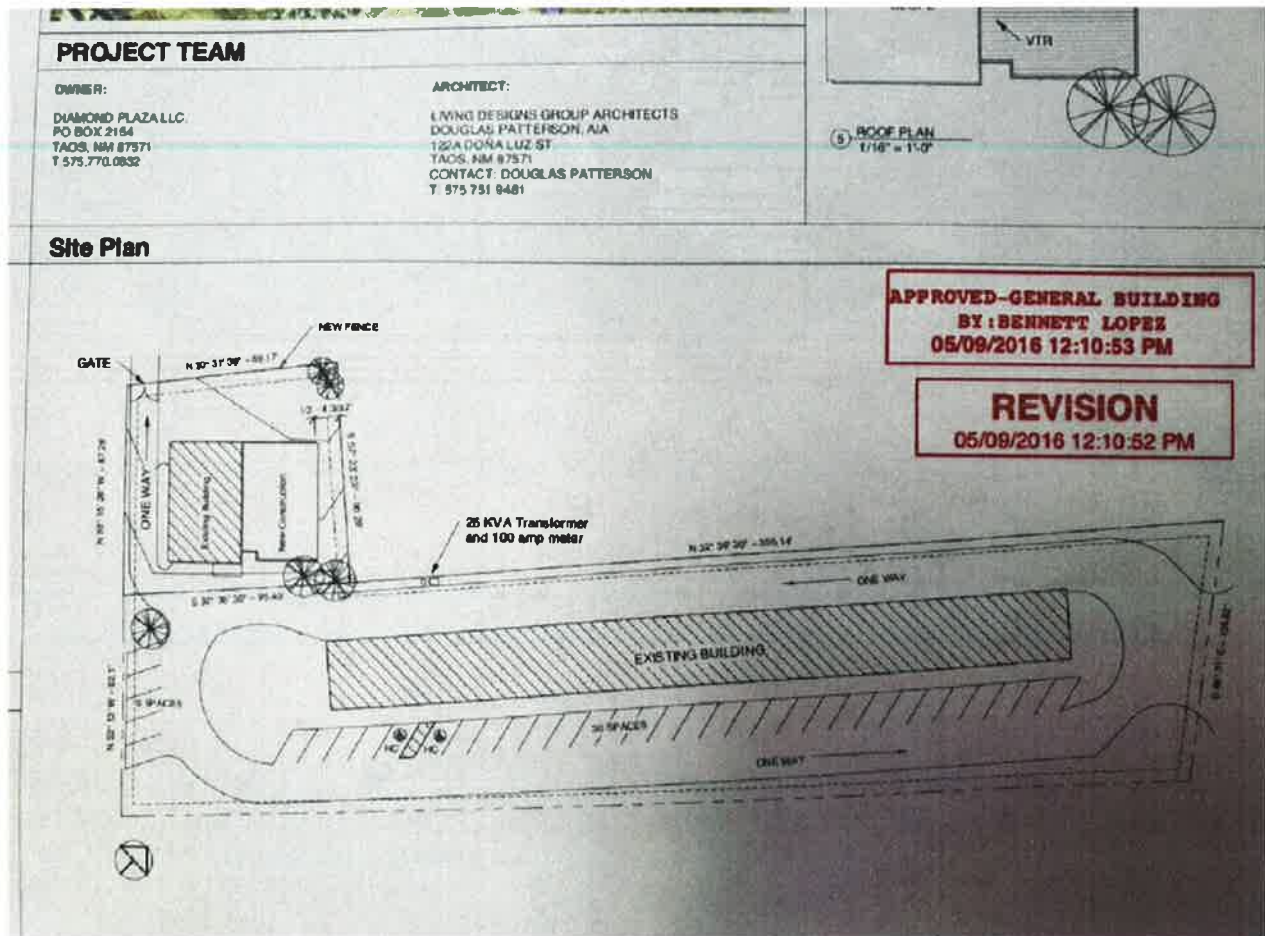 PROJECT TEAM
OWNER:
DIAMOND PLAZA LLC.
PO BOX 2164
TAOS, NM 87571
T 575.770.0832
ARCHITECT:
LIVING DESIGNS GROUP ARCHITECTS
DOUGLAS PATTERSON, AIA
122A DOÑA LUZ ST
TAOS, NM 87571
CONTACT: DOUGLAS PATTERSON
T 575 751 9481
VTR
5 ROOF PLAN
1/16" = 1'-0"
Site Plan
APPROVED-GENERAL BUILDING
BY:BENNETT LOPEZ
05/09/2016 12:10:53 PM
REVISION
05/09/2016 12:10:52 PM
NEW FENCE
GATE
ONE WAY
Existing Building
New Construction
25 KVA Transformer
and 100 amp meter
ONE WAY
EXISTING BUILDING
SPACES
SPACES
HC
HC
ONE WAY